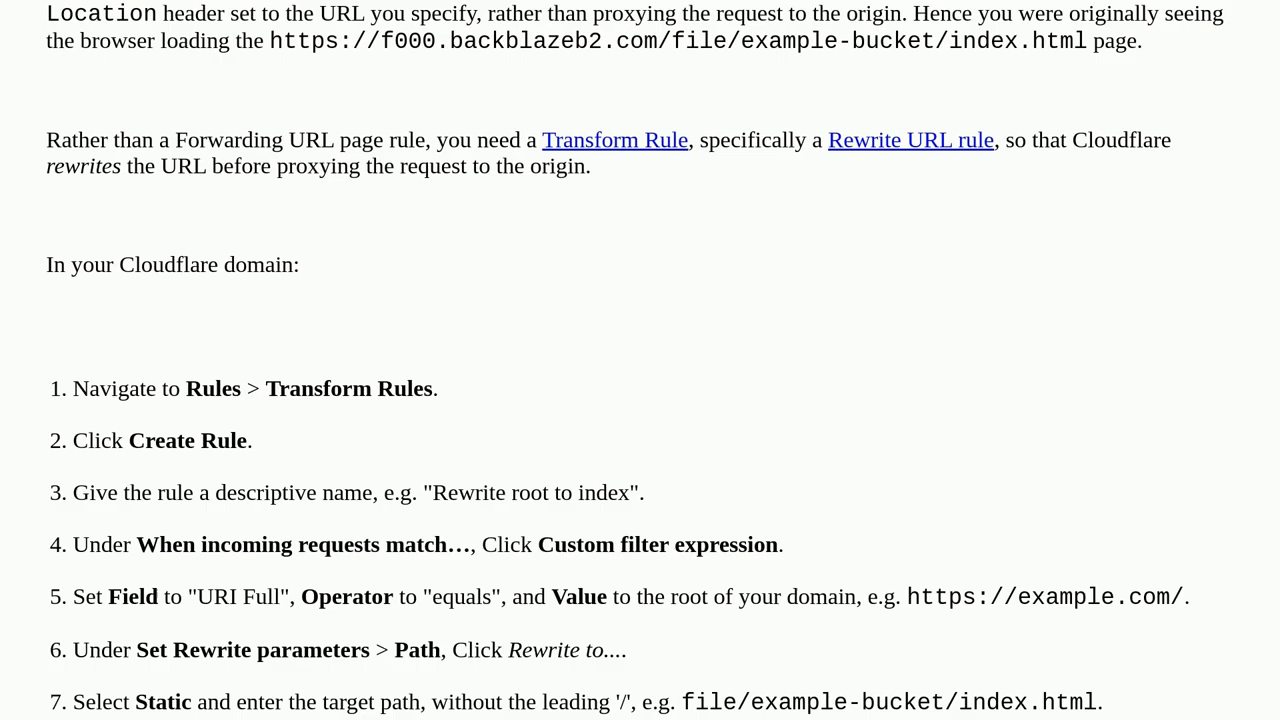 Location header set to the URL you specify, rather than proxying the request to the origin. Hence you were originally seeing
the browser loading the https://f000.backblazeb2.com/file/example-bucket/index.html page.
Rather than a Forwarding URL page rule, you need a Transform Rule, specifically a Rewrite URL rule, so that Cloudflare
rewrites the URL before proxying the request to the origin.
In your Cloudflare domain:
1. Navigate to Rules > Transform Rules.
2. Click Create Rule.
3. Give the rule a descriptive name, e.g. "Rewrite root to index".
4. Under When incoming requests match…, Click Custom filter expression.
5. Set Field to "URI Full", Operator to "equals", and Value to the root of your domain, e.g. https://example.com/.
6. Under Set Rewrite parameters > Path, Click Rewrite to....
7. Select Static and enter the target path, without the leading '/', e.g. file/example-bucket/index.html.